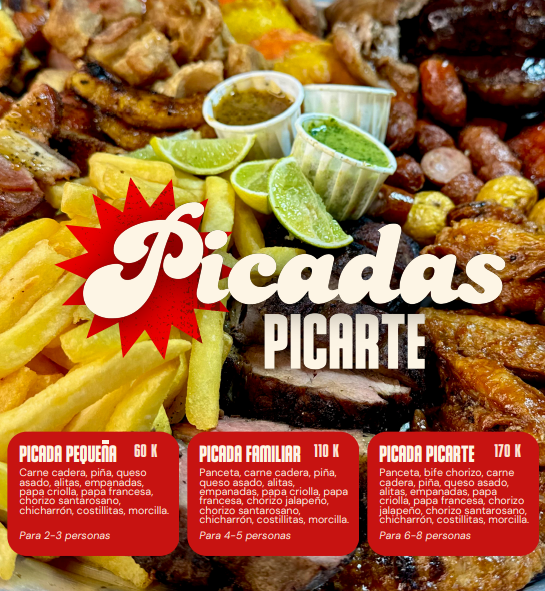 Picadas
PICARTE
PICADA PEQUEÑA 60 K
Carne cadera, piña, queso
asado, alitas, empanadas,
papa criolla, papa francesa,
chorizo santarosano,
chicharrón, costillitas, morcilla.
Para 2-3 personas
PICADA FAMILIAR 110 K
Panceta, carne cadera, piña,
queso asado, alitas,
empanadas, papa criolla, papa
francesa, chorizo jalapeño,
chorizo santarosano,
chicharrón, costillitas, morcilla.
Para 4-5 personas
PICADA PICARTE 170 K
Panceta, bife chorizo, carne
cadera, piña, queso asado,
alitas, empanadas, papa
criolla, papa francesa, chorizo
jalapeño, chorizo santarosano,
chicharrón, costillitas, morcilla.
Para 6-8 personas